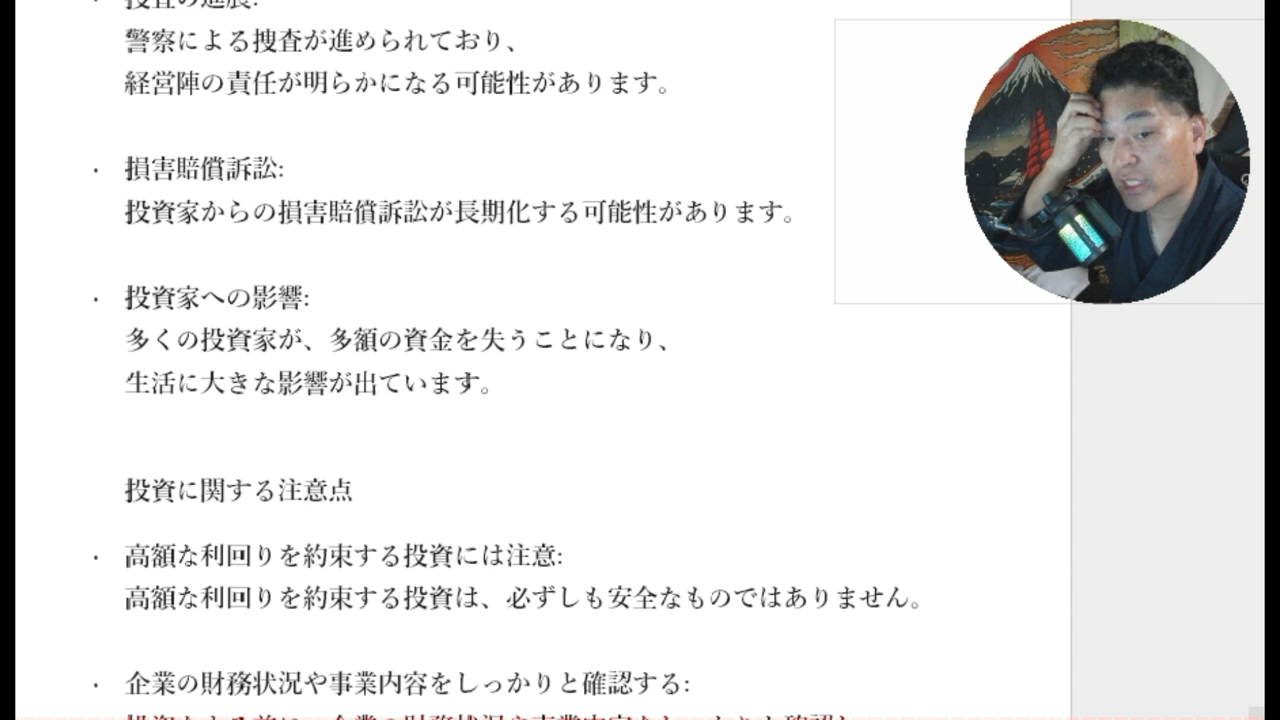 ・ 捜査の進展:
警察による捜査が進められており、
経営陣の責任が明らかになる可能性があります。
・ 損害賠償訴訟:
投資家からの損害賠償訴訟が長期化する可能性があります。
・ 投資家への影響:
多くの投資家が、多額の資金を失うことになり、
生活に大きな影響が出ています。
投資に関する注意点
・ 高額な利回りを約束する投資には注意:
高額な利回りを約束する投資は、必ずしも安全なものではありません。
・ 企業の財務状況や事業内容をしっかりと確認する: